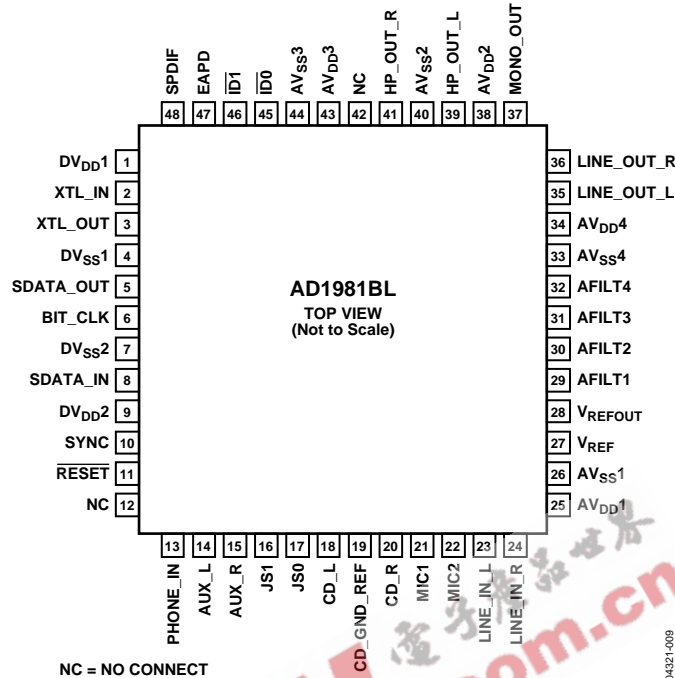 SPDIF
EAPD
ID1
ID0
AVSS3
AVDD3
NC
HP_OUT_R
AVSS2
HP_OUT_L
AVDD2
MONO_OUT
48 47 46 45 44 43 42 41 40 39 38 37
DVDD1 1
XTL_IN 2
XTL_OUT 3
DVSS1 4
SDATA_OUT 5
BIT_CLK 6
DVSS2 7
SDATA_IN 8
DVDD2 9
SYNC 10
RESET 11
NC 12
AD1981BL
TOP VIEW
(Not to Scale)
36 LINE_OUT_R
35 LINE_OUT_L
34 AVDD4
33 AVSS4
32 AFILT4
31 AFILT3
30 AFILT2
29 AFILT1
28 VREFOUT
27 VREF
26 AVSS1
25 AVDD1
13 14 15 16 17 18 19 20 21 22 23 24
PHONE_IN
AUX_L
AUX_R
JS1
JS0
CD_L
CD_GND_REF
CD_R
MIC1
MIC2
LINE_IN_L
LINE_IN_R
NC = NO CONNECT
04321-009
om.cn